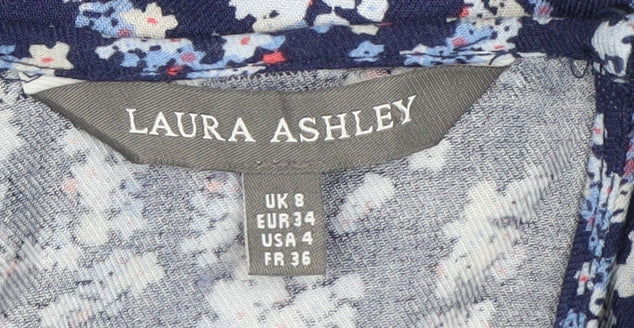 LAURA ASHLEY
UK 8
EUR 34
USA 4
FR 36